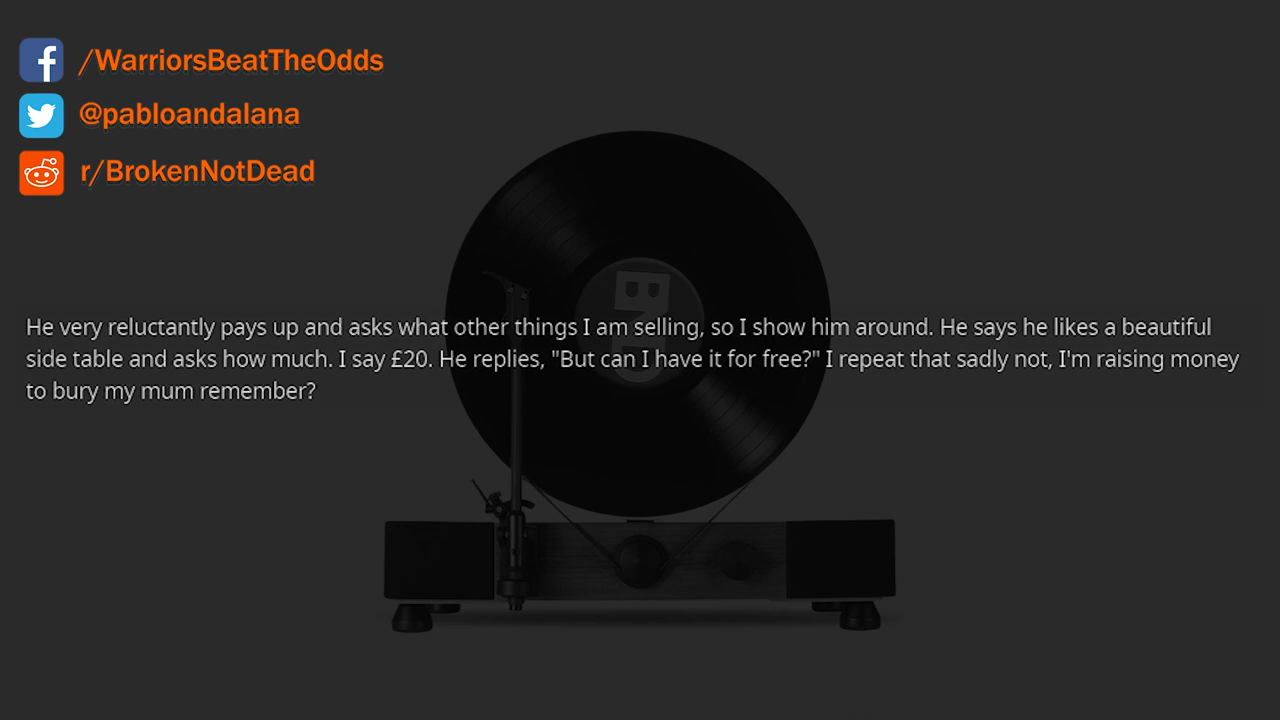 /WarriorsBeatTheOdds
@pabloandalana
r/BrokenNotDead
He very reluctantly pays up and asks what other things I am selling, so I show him around. He says he likes a beautiful
side table and asks how much. I say £20. He replies, "But can I have it for free?" I repeat that sadly not, I'm raising money
to bury my mum remember?